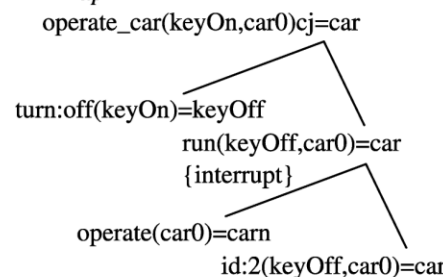 operate_car(keyOn,car0)cj=car
turn:off(keyOn)=keyOff
run(keyOff,car0)=car
{interrupt}
operate(car0)=carn
id:2(keyOff,car0)=car